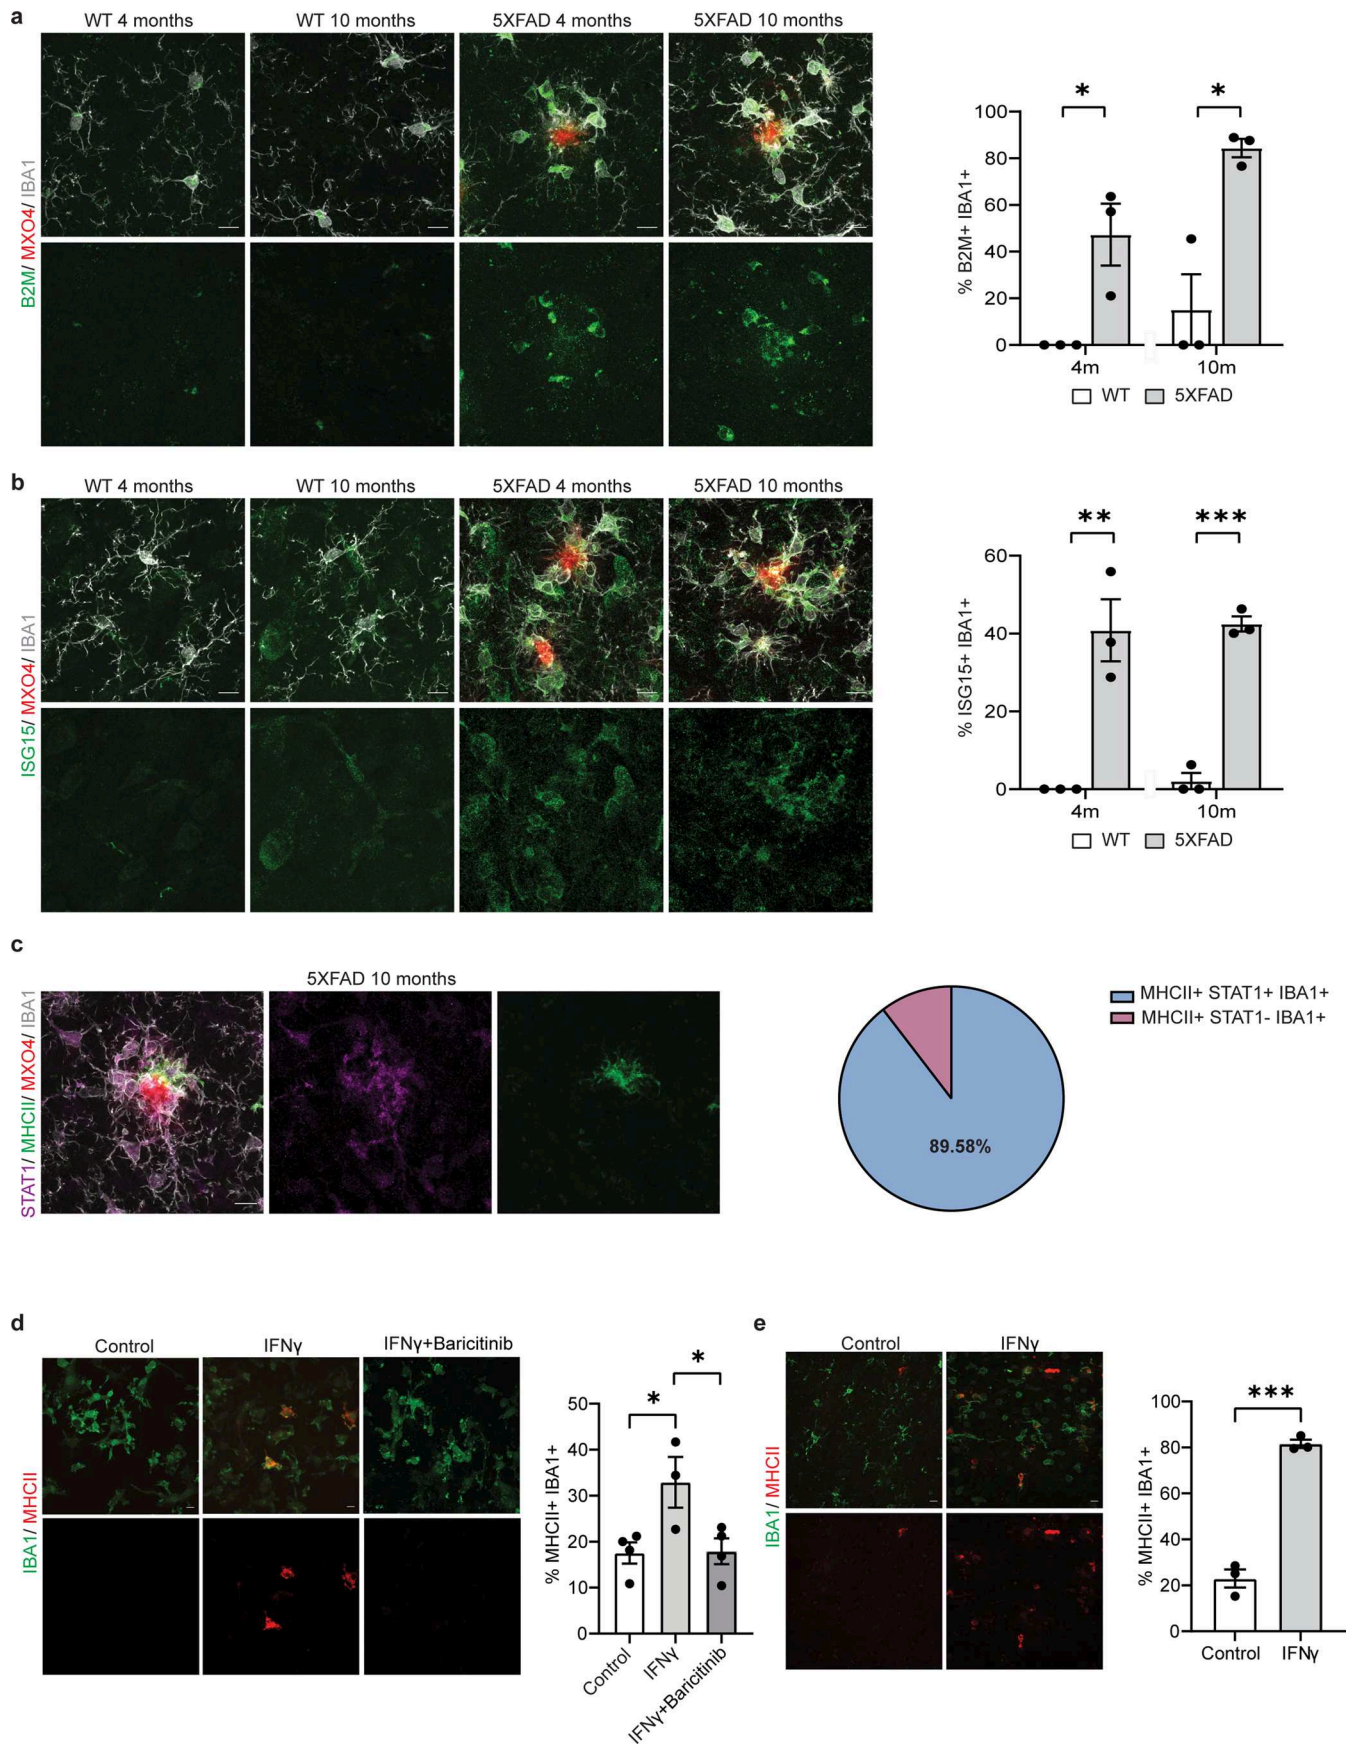 a
WT 4 months
WT 10 months
5XFAD 4 months
5XFAD 10 months
B2M/ MXO4/ IBA1
% B2M+ IBA1+
100
80
60
40
20
0
*
*
4m
10m
WT
5XFAD
b
WT 4 months
WT 10 months
5XFAD 4 months
5XFAD 10 months
ISG15/ MXO4/ IBA1
% ISG15+ IBA1+
60
40
20
0
**
***
4m
10m
WT
5XFAD
c
5XFAD 10 months
STAT1/ MHCII/ MXO4/ IBA1
89.58%
MHCII+ STAT1+ IBA1+
MHCII+ STAT1- IBA1+
d
Control
IFNγ
IFNγ+Baricitinib
IBA1/ MHCII
% MHCII+ IBA1+
50
40
30
20
10
0
*
*
Control
IFNγ
IFNγ+Baricitinib
e
Control
IFNγ
IBA1/ MHCII
% MHCII+ IBA1+
100
80
60
40
20
0
***
Control
IFNγ